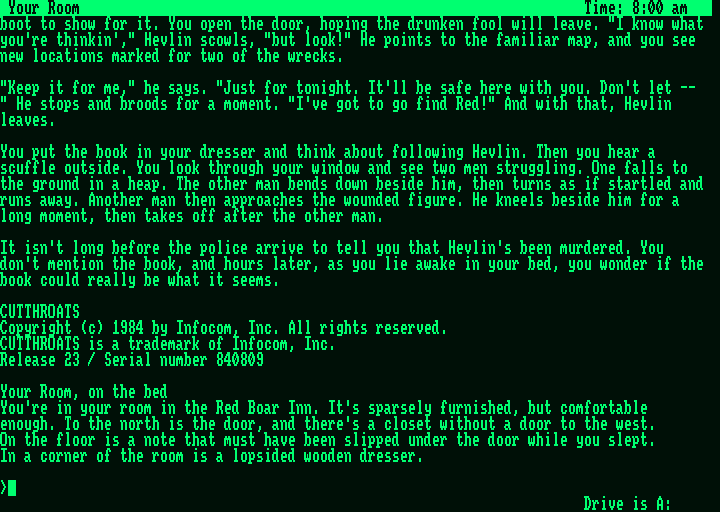 Your Room Time: 8:00 am
boot to show for it. You open the door, hoping the drunken fool will leave. "I know what
you're thinkin'," Hevlin scowls, "but look!" He points to the familiar map, and you see
new locations marked for two of the wrecks.
"Keep it for me," he says. "Just for tonight. It'll be safe here with you. Don't let --
" He stops and broods for a moment. "I've got to go find Red!" And with that, Hevlin
leaves.
You put the book in your dresser and think about following Hevlin. Then you hear a
scuffle outside. You look through your window and see two men struggling. One falls to
the ground in a heap. The other man bends down beside him, then turns as if startled and
runs away. Another man then approaches the wounded figure. He kneels beside him for a
long moment, then takes off after the other man.
It isn't long before the police arrive to tell you that Hevlin's been murdered. You
don't mention the book, and hours later, as you lie awake in your bed, you wonder if the
book could really be what it seems.
CUTTHROATS
Copyright (c) 1984 by Infocom, Inc. All rights reserved.
CUTTHROATS is a trademark of Infocom, Inc.
Release 23 / Serial number 840809
Your Room, on the bed
You're in your room in the Red Boar Inn. It's sparsely furnished, but comfortable
enough. To the north is the door, and there's a closet without a door to the west.
On the floor is a note that must have been slipped under the door while you slept.
In a corner of the room is a lopsided wooden dresser.
>
Drive is A: